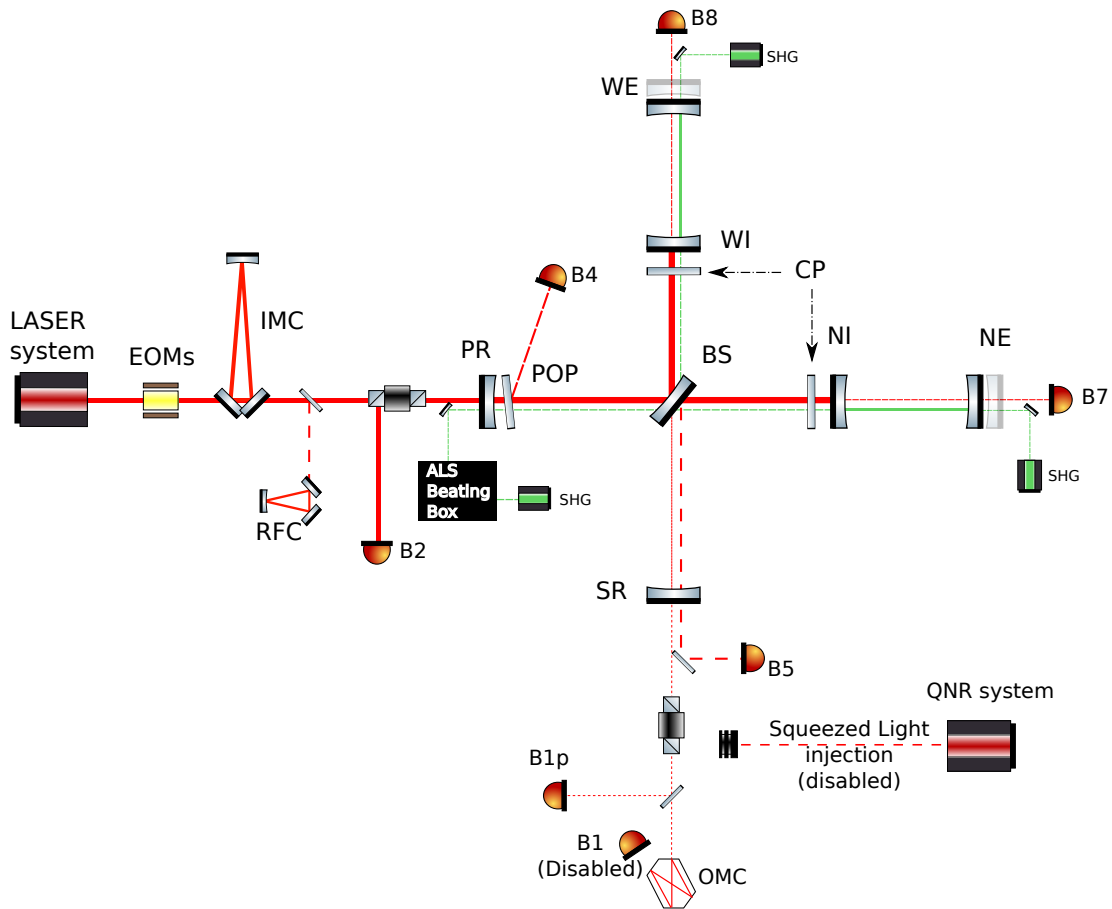 B8
SHG
WE
WI
CP
B4
LASER
system
EOMs
IMC
PR
POP
BS
NI
NE
B7
ALS
Beating
Box
SHG
SHG
RFC
B2
SR
B5
QNR system
Squeezed Light
injection
(disabled)
B1p
B1
(Disabled)
OMC